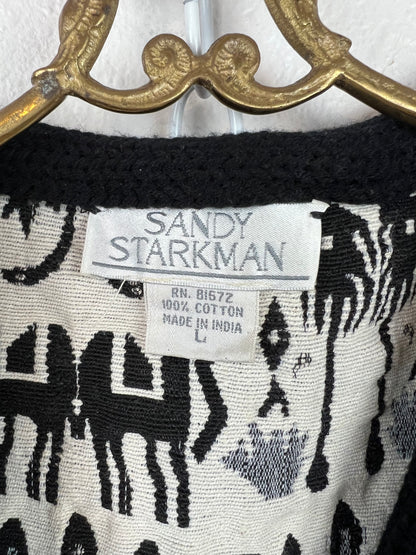 SANDY
STARKMAN
RN. 81672
100% COTTON
MADE IN INDIA
L